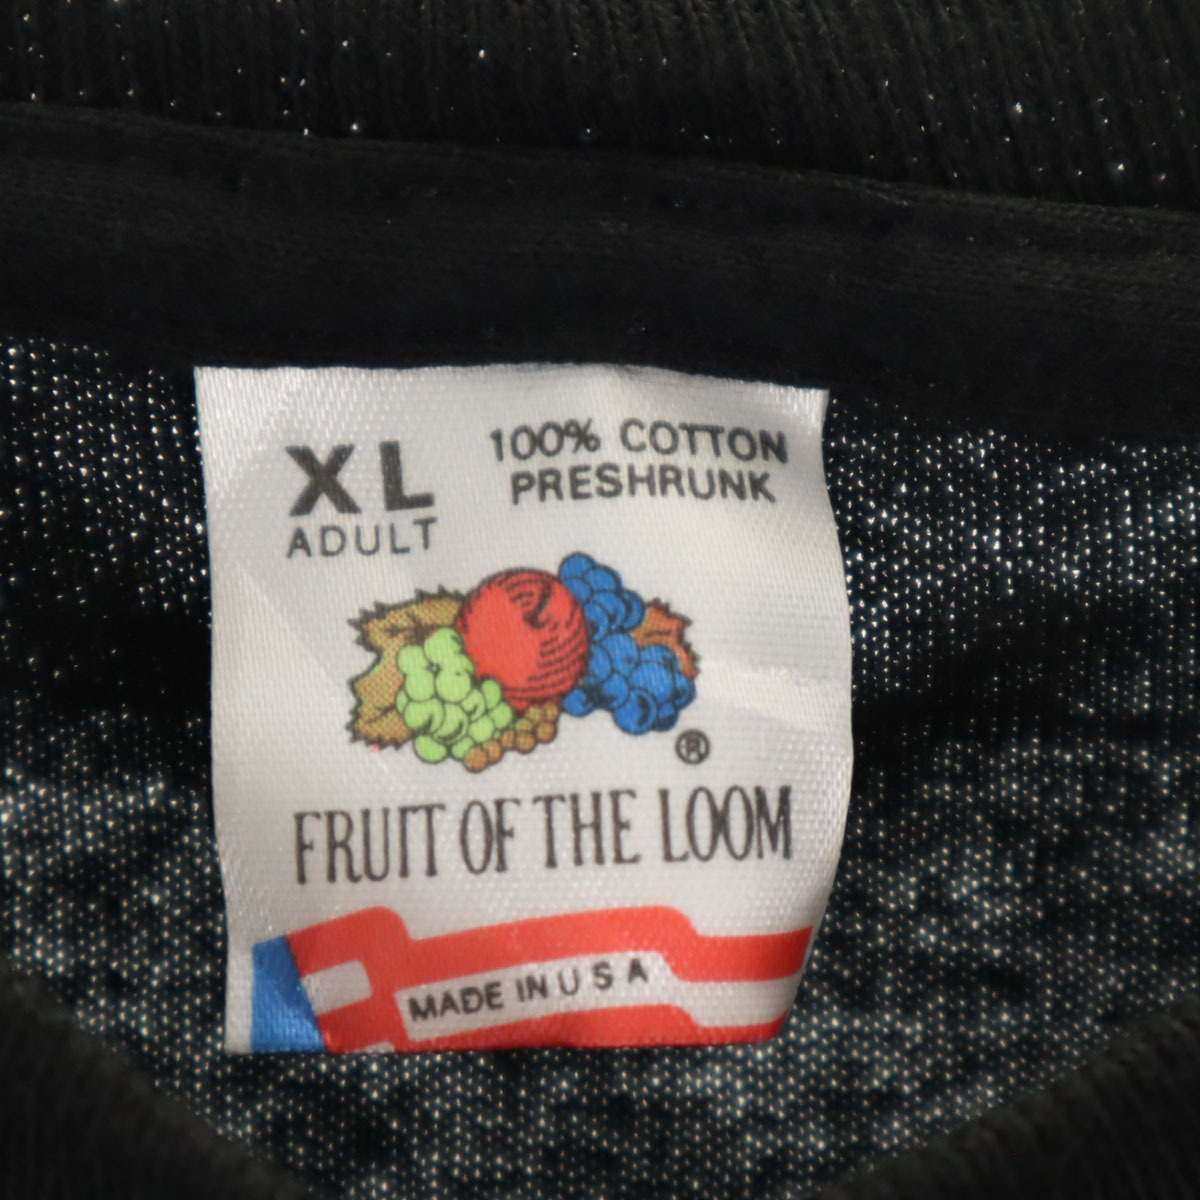 XL
ADULT
100% COTTON
PRESHRUNK
®
FRUIT OF THE LOOM
MADE IN U S A